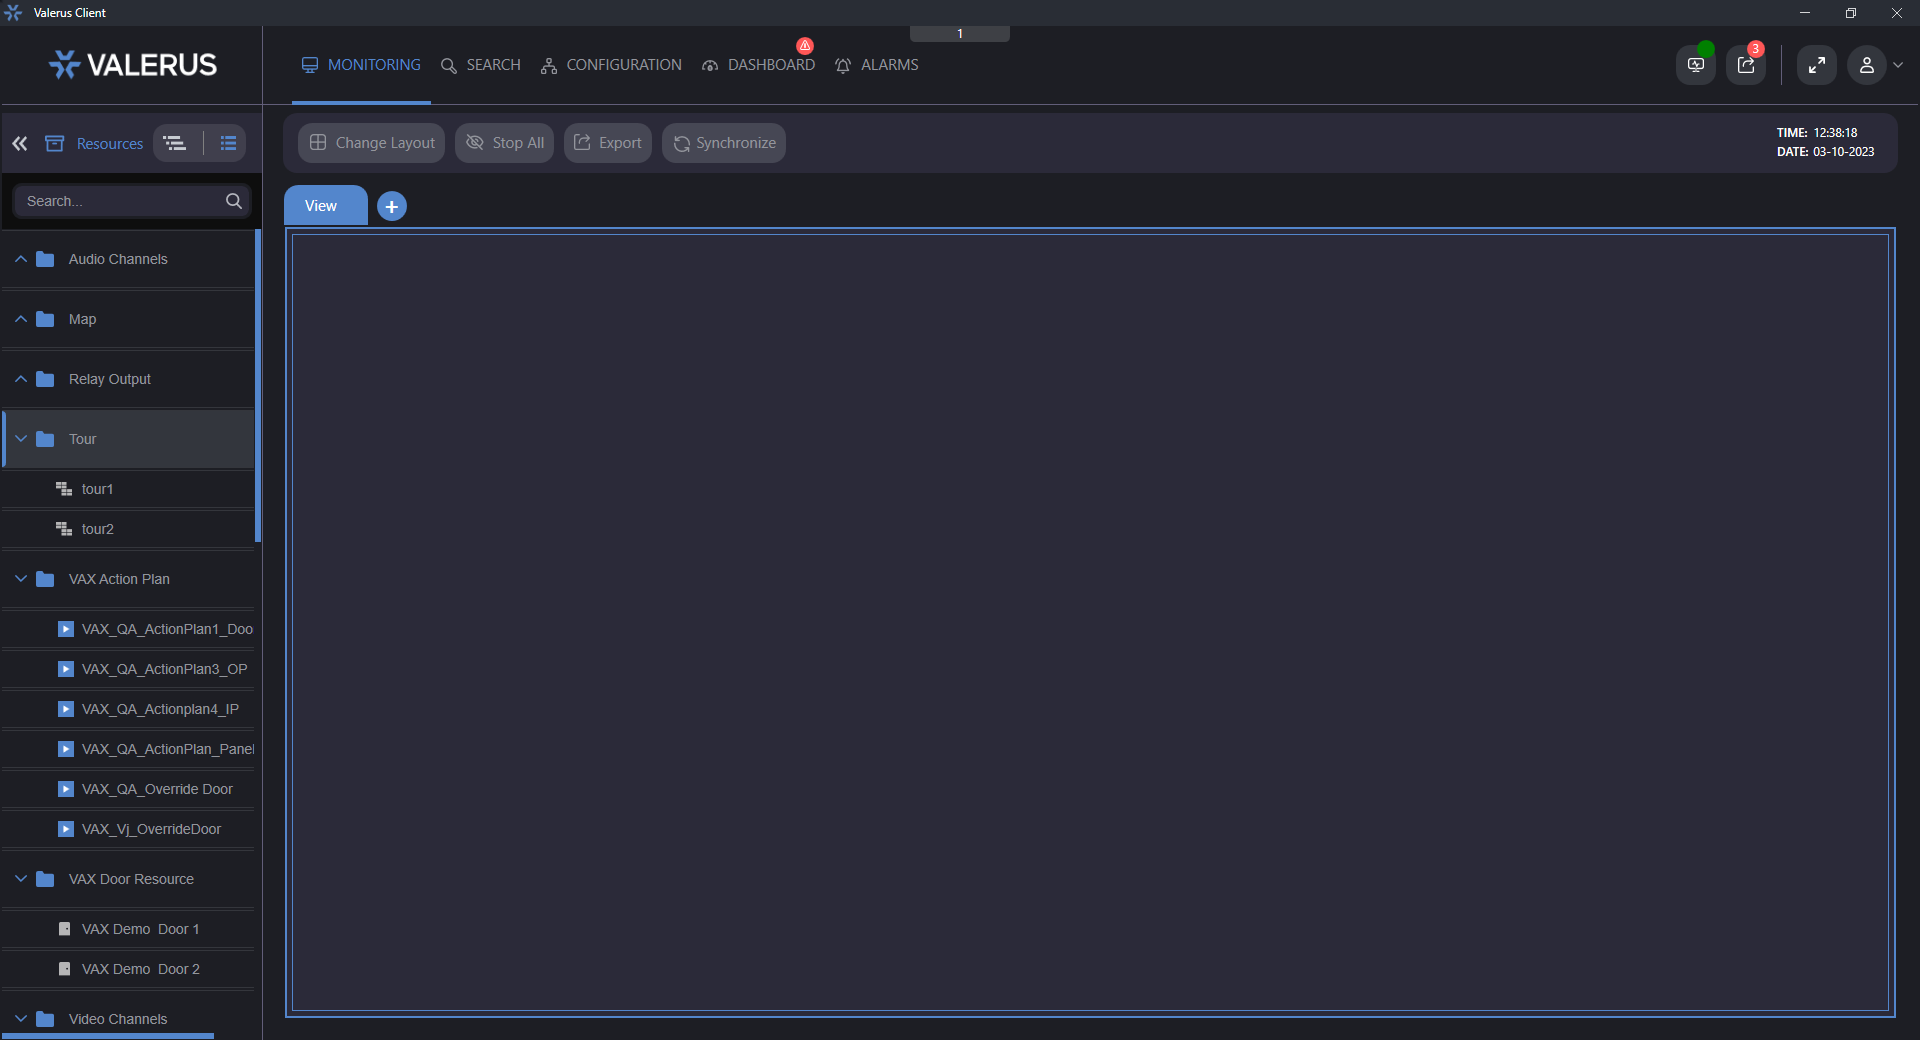 Valerus Client
1
VALERUS
MONITORING
SEARCH
CONFIGURATION
DASHBOARD
ALARMS
3
Resources
Change Layout
Stop All
Export
Synchronize
TIME: 12:38:18
DATE: 03-10-2023
Search...
View
Audio Channels
Map
Relay Output
Tour
tour1
tour2
VAX Action Plan
VAX_QA_ActionPlan1_Doo
VAX_QA_ActionPlan3_OP
VAX_QA_Actionplan4_IP
VAX_QA_ActionPlan_Panel
VAX_QA_Override Door
VAX_Vj_OverrideDoor
VAX Door Resource
VAX Demo  Door 1
VAX Demo  Door 2
Video Channels